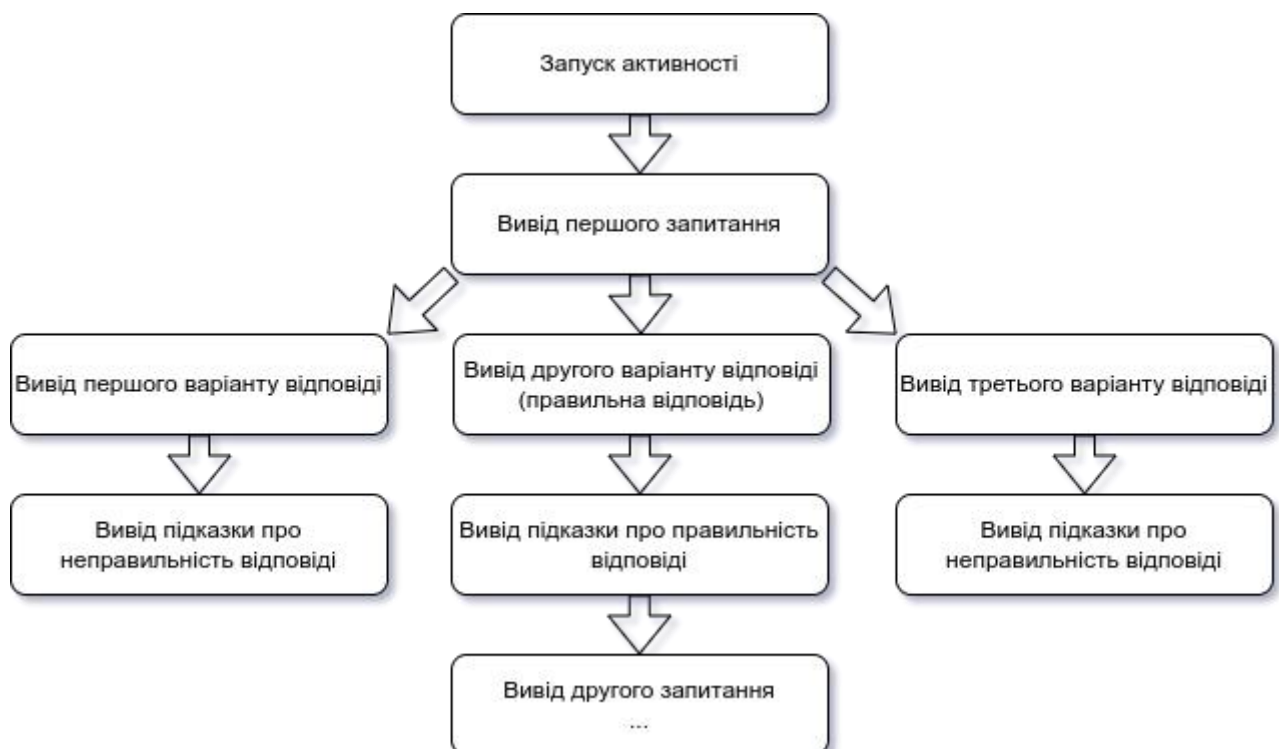 Запуск активності
Вивід першого запитання
Вивід першого варіанту відповіді
Вивід другого варіанту відповіді
(правильна відповідь)
Вивід третього варіанту відповіді
Вивід підказки про
неправильність відповіді
Вивід підказки про правильність
відповіді
Вивід підказки про
неправильність відповіді
Вивід другого запитання
...